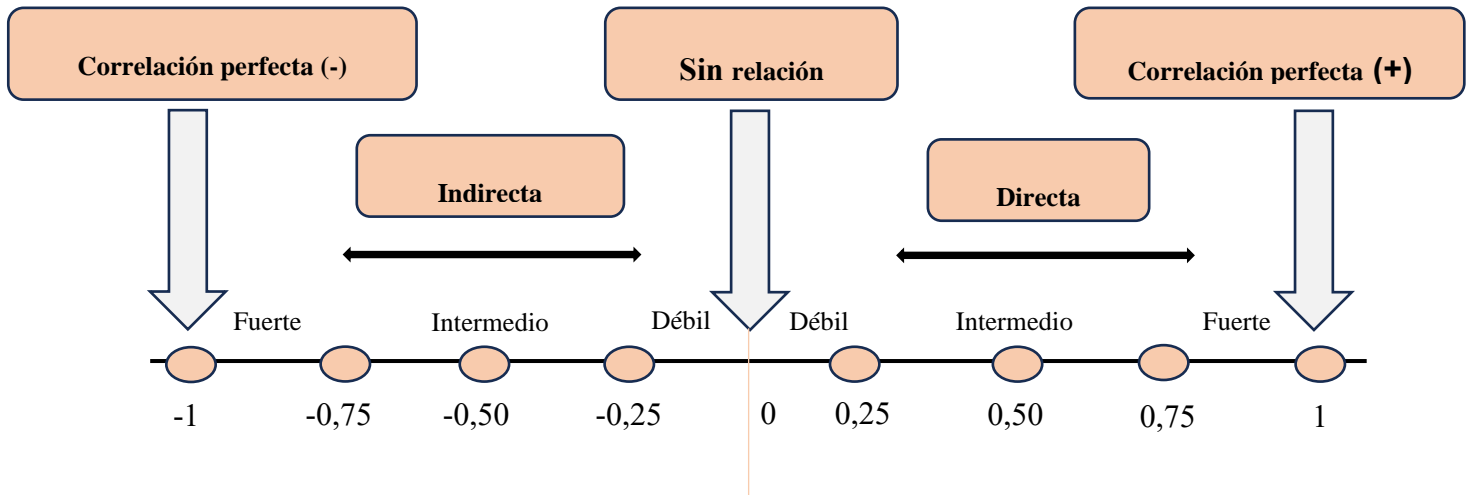 Correlación perfecta (-)
Sin relación
Correlación perfecta (+)
Indirecta
Directa
Fuerte Intermedio Débil Débil Intermedio Fuerte
-1 -0,75 -0,50 -0,25 0 0,25 0,50 0,75 1